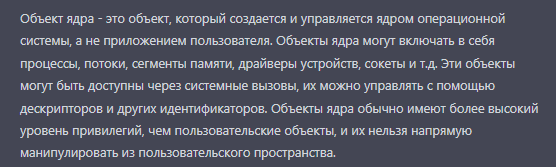 Объект ядра - это объект, который создается и управляется ядром операционной
системы, а не приложением пользователя. Объекты ядра могут включать в себя
процессы, потоки, сегменты памяти, драйверы устройств, сокеты и т.д. Эти объекты
могут быть доступны через системные вызовы, их можно управлять с помощью
дескрипторов и других идентификаторов. Объекты ядра обычно имеют более высокий
уровень привилегий, чем пользовательские объекты, и их нельзя напрямую
манипулировать из пользовательского пространства.